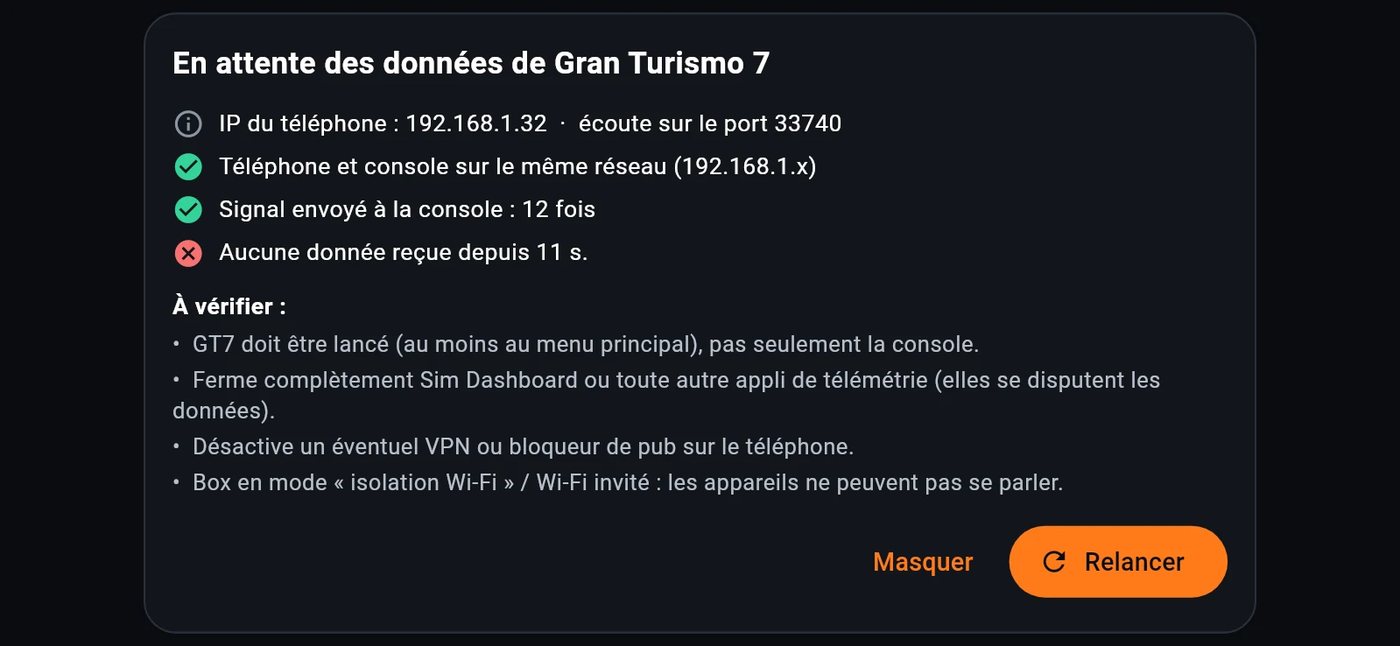 En attente des données de Gran Turismo 7
IP du téléphone : 192.168.1.32 · écoute sur le port 33740
Téléphone et console sur le même réseau (192.168.1.x)
Signal envoyé à la console : 12 fois
Aucune donnée reçue depuis 11 s.
À vérifier :
• GT7 doit être lancé (au moins au menu principal), pas seulement la console.
• Ferme complètement Sim Dashboard ou toute autre appli de télémétrie (elles se disputent les
données).
• Désactive un éventuel VPN ou bloqueur de pub sur le téléphone.
• Box en mode « isolation Wi-Fi » / Wi-Fi invité : les appareils ne peuvent pas se parler.
Masquer
Relancer